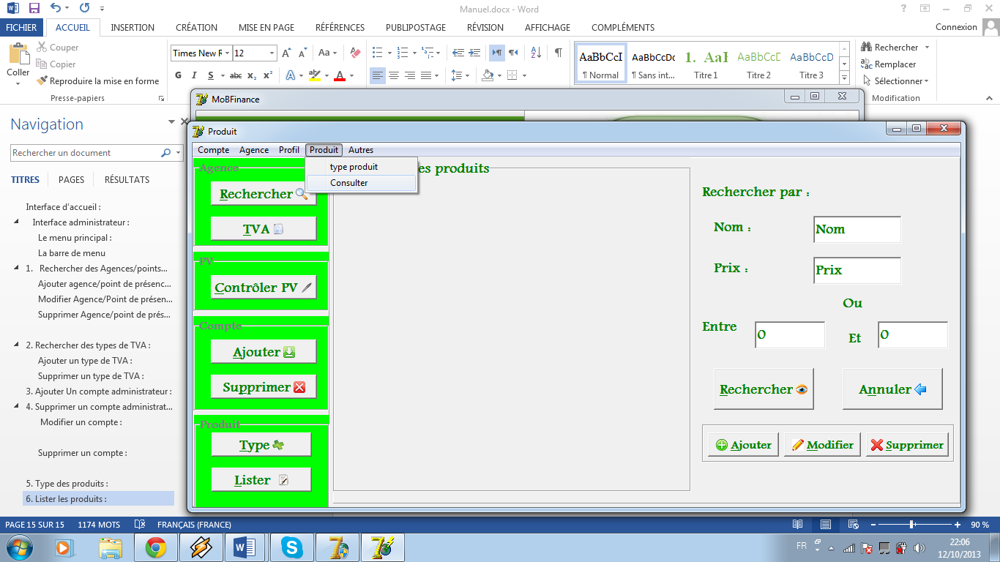 Manuel.docx - Word
FICHIER ACCUEIL INSERTION CRÉATION MISE EN PAGE RÉFÉRENCES PUBLIPOSTAGE RÉVISION AFFICHAGE COMPLÉMENTS Connexion
Coller
Couper
Copier
Reproduire la mise en forme
Presse-papiers
Times New R 12
Aa
G I S abc x₂ x²
AaBbCcI AaBbCcDc 1. AaI AaBbCcD AaBbCcD
¶ Normal ¶ Sans int... Titre 1 Titre 2 Titre 3
Rechercher
Remplacer
Sélectionner
Modification
MoBFinance
Navigation
Rechercher un document
TITRES PAGES RÉSULTATS
Interface d'accueil :
Interface administrateur :
Le menu principal :
La barre de menu
1. Rechercher des Agences/points...
Ajouter agence/point de présenc...
Modifier Agence/Point de présen...
Supprimer Agence/point de prés...
2. Rechercher des types de TVA :
Ajouter un type de TVA :
Supprimer un type de TVA :
3. Ajouter Un compte administrateur :
4. Supprimer un compte administrat...
Modifier un compte :
Supprimer un compte :
5. Type des produits :
6. Lister les produits :
Produit
Compte Agence Profil Produit Autres
type produit
Consulter
Agence
Rechercher
TVA
PV
Contrôler PV
Compte
Ajouter
Supprimer
Produit
Type
Lister
es produits
Rechercher par :
Nom : Nom
Prix : Prix
Ou
Entre 0 Et 0
Rechercher Annuler
Ajouter Modifier Supprimer
PAGE 15 SUR 15 1174 MOTS FRANÇAIS (FRANCE) 90 %
FR 22:06
12/10/2013